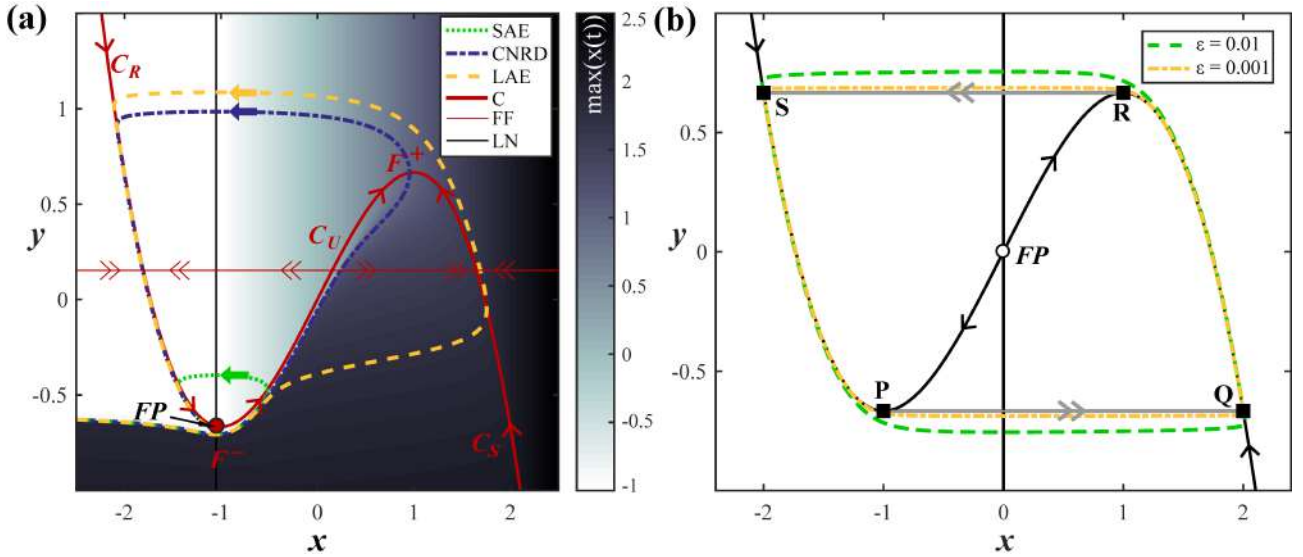 (a)
SAE
CNRD
LAE
C
FF
LN
C_R
F^+
C_U
FP
F^-
C_S
y
1
0.5
0
-0.5
-2
-1
0
1
2
x
2.5
2
1.5
1
0
-0.5
-1
max(x(t))
(b)
ε = 0.01
ε = 0.001
S
R
FP
P
Q
0.5
0
-0.5
y
-2
-1
0
1
2
x